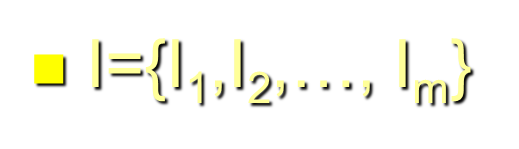 ■ I={I₁,I₂,…, Iₘ}